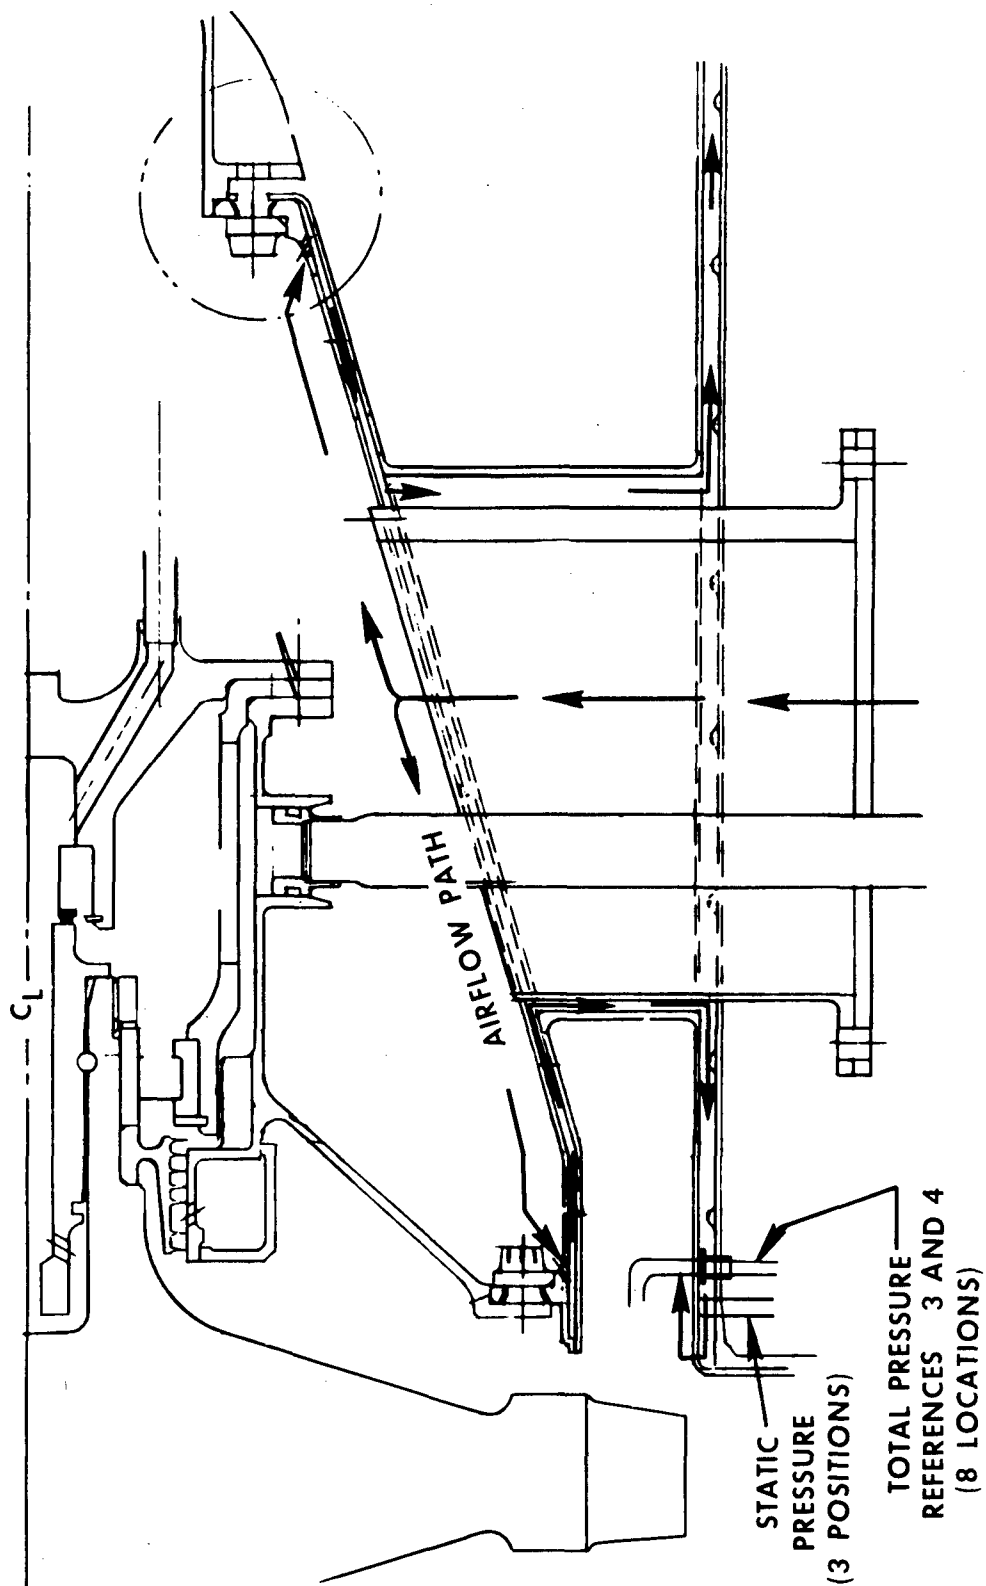 CL
AIRFLOW PATH
STATIC
PRESSURE
(3 POSITIONS)
TOTAL PRESSURE
REFERENCES 3 AND 4
(8 LOCATIONS)